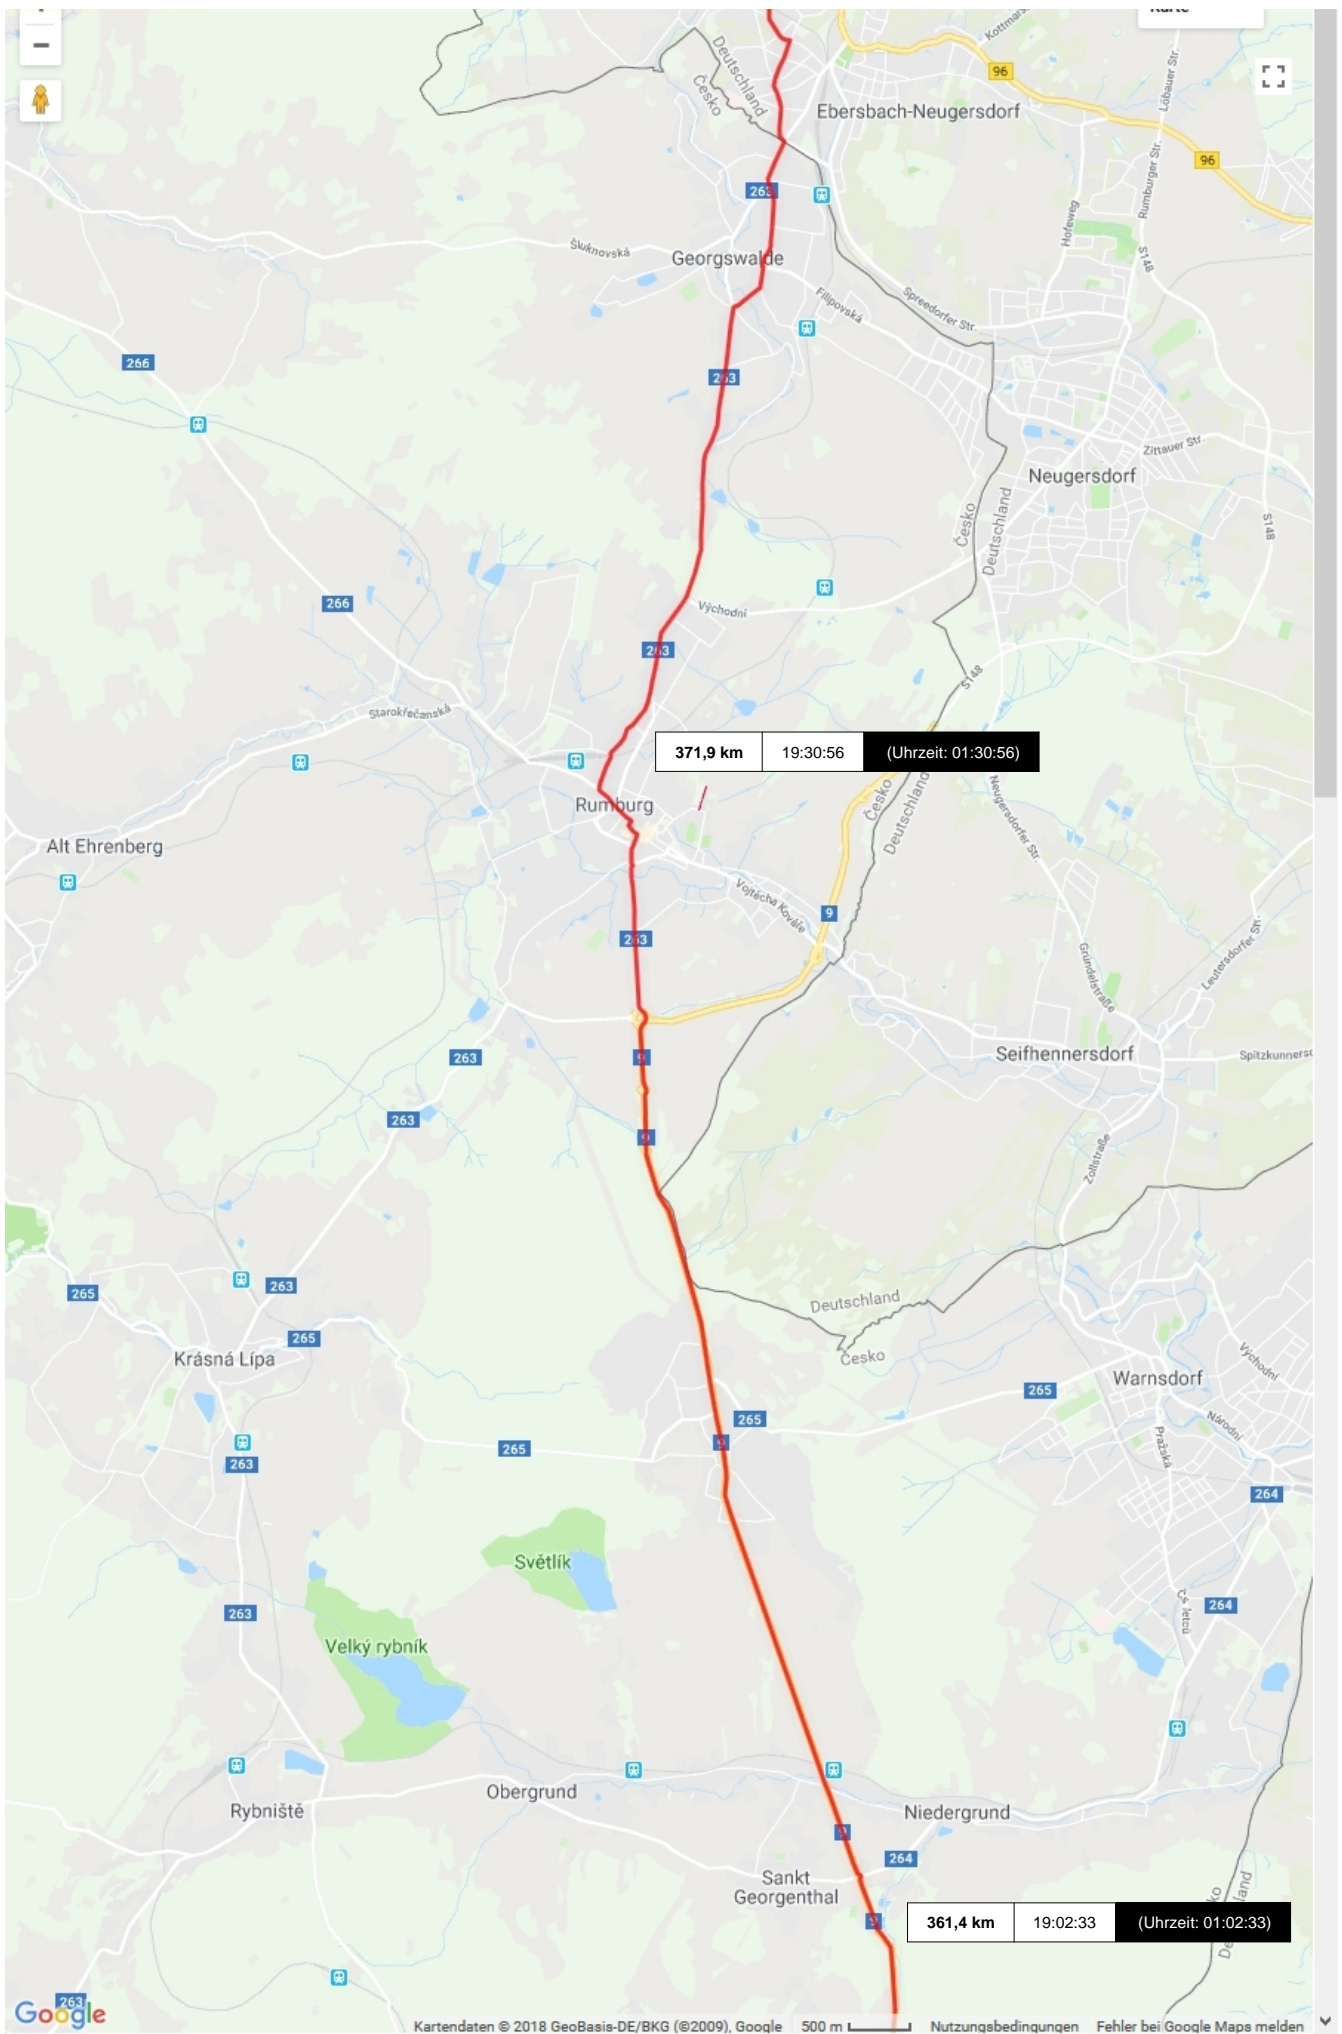 Kottmars
96
Deutschland
Česko
Ebersbach-Neugersdorf
Löbauer Str.
96
263
Rumburger Str.
Hofeweg
Šluknovská
Georgswalde
S148
Filipovská
Spreedorfer Str.
266
263
Zittauer Str.
Neugersdorf
Česko
Deutschland
S148
266
Východní
263
S148
Starokřečanská
371,9 km 19:30:56 (Uhrzeit: 01:30:56)
Česko
Deutschland
Neugersdorfer Str.
Rumburg
Alt Ehrenberg
Vojtěcha Kováře
9
263
Gründelstraße
Leutersdorfer Str.
263
9
Seifhennersdorf
Spitzkunners
263
9
Zollstraße
263
265
Deutschland
265
Česko
Krásná Lípa
Východní
Warnsdorf
265
265
9
265
Národní
Pražská
263
264
Světlík
263
264
Čs. letců
Velký rybník
Obergrund
Rybniště
Niedergrund
9
264
Sankt
Georgenthal
361,4 km 19:02:33 (Uhrzeit: 01:02:33)
9
263
Google
Kartendaten © 2018 GeoBasis-DE/BKG (©2009), Google 500 m Nutzungsbedingungen Fehler bei Google Maps melden